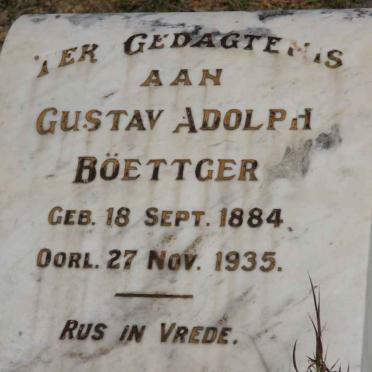 TER GEDAGTENIS
AAN
GUSTAV ADOLPH
BÖETTGER
GEB. 18 SEPT. 1884.
OORL. 27 NOV. 1935.
RUS IN VREDE.